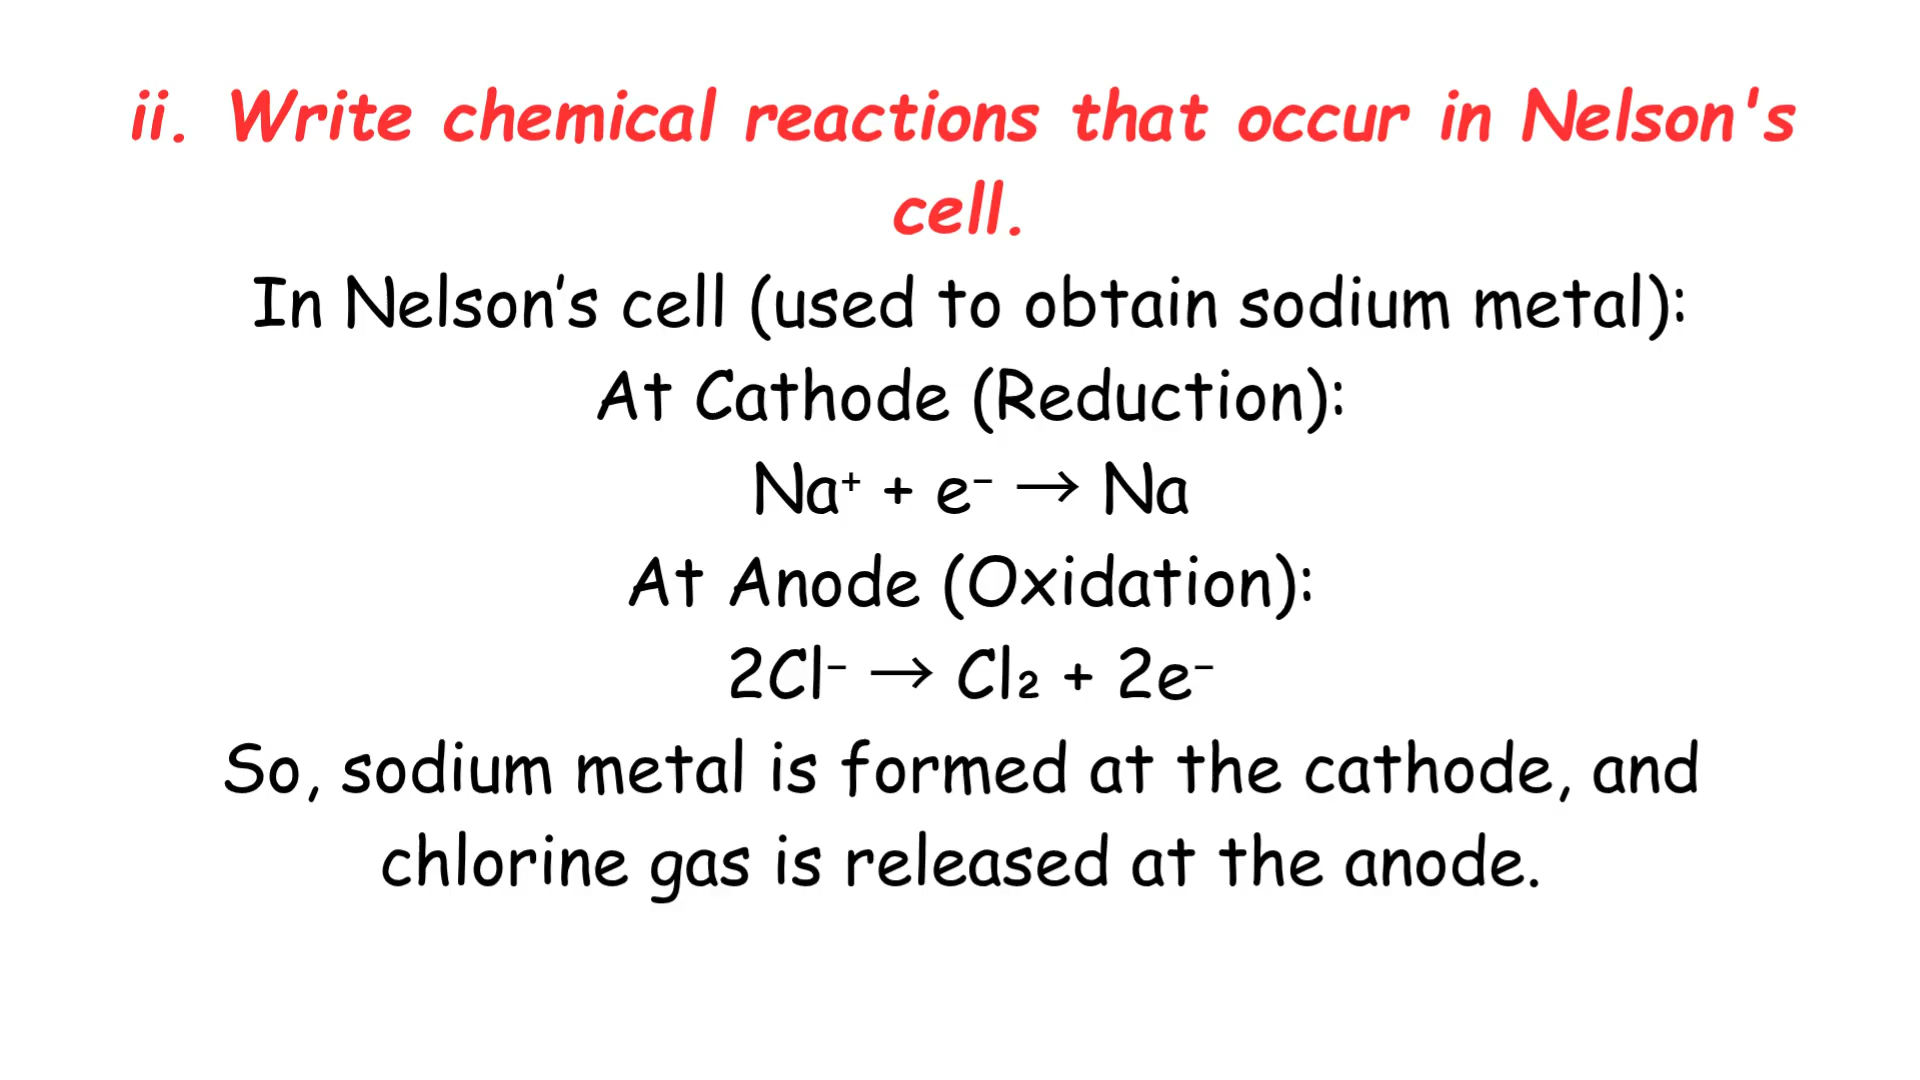 ii. Write chemical reactions that occur in Nelson's
cell.
In Nelson’s cell (used to obtain sodium metal):
At Cathode (Reduction):
Na⁺ + e⁻ → Na
At Anode (Oxidation):
2Cl⁻ → Cl₂ + 2e⁻
So, sodium metal is formed at the cathode, and
chlorine gas is released at the anode.